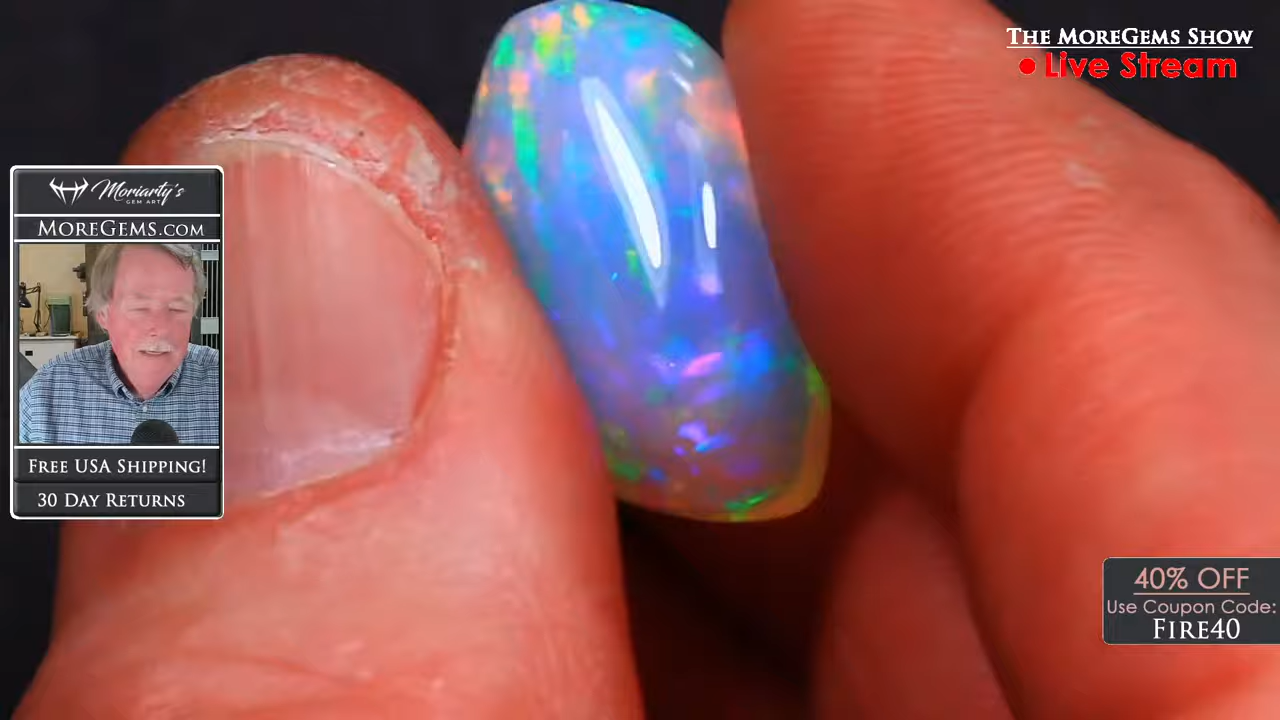 The MoreGems Show
Live Stream
Moriarty's
GEM ART
MoreGems.com
Free USA Shipping!
30 Day Returns
40% OFF
Use Coupon Code:
Fire40